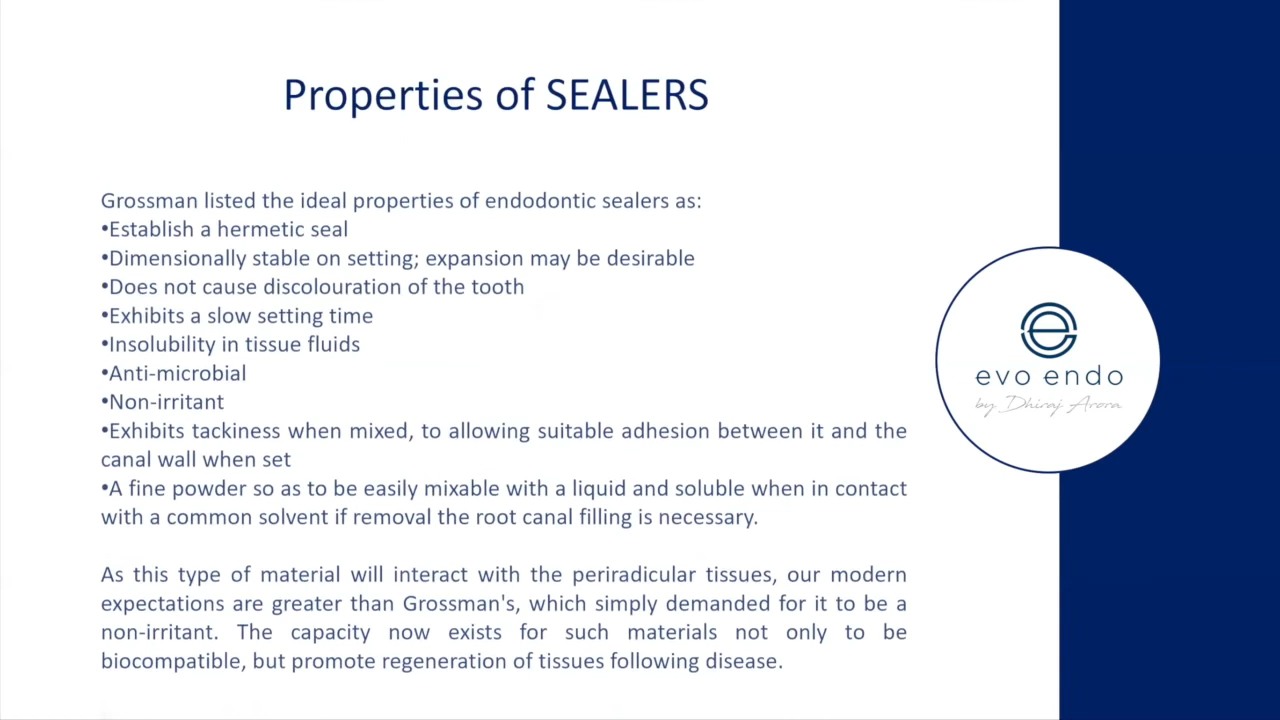 Properties of SEALERS
Grossman listed the ideal properties of endodontic sealers as:
•Establish a hermetic seal
•Dimensionally stable on setting; expansion may be desirable
•Does not cause discolouration of the tooth
•Exhibits a slow setting time
•Insolubility in tissue fluids
•Anti-microbial
•Non-irritant
•Exhibits tackiness when mixed, to allowing suitable adhesion between it and the
canal wall when set
•A fine powder so as to be easily mixable with a liquid and soluble when in contact
with a common solvent if removal the root canal filling is necessary.
As this type of material will interact with the periradicular tissues, our modern
expectations are greater than Grossman's, which simply demanded for it to be a
non-irritant. The capacity now exists for such materials not only to be
biocompatible, but promote regeneration of tissues following disease.
evo endo
by Dhiraj Arora